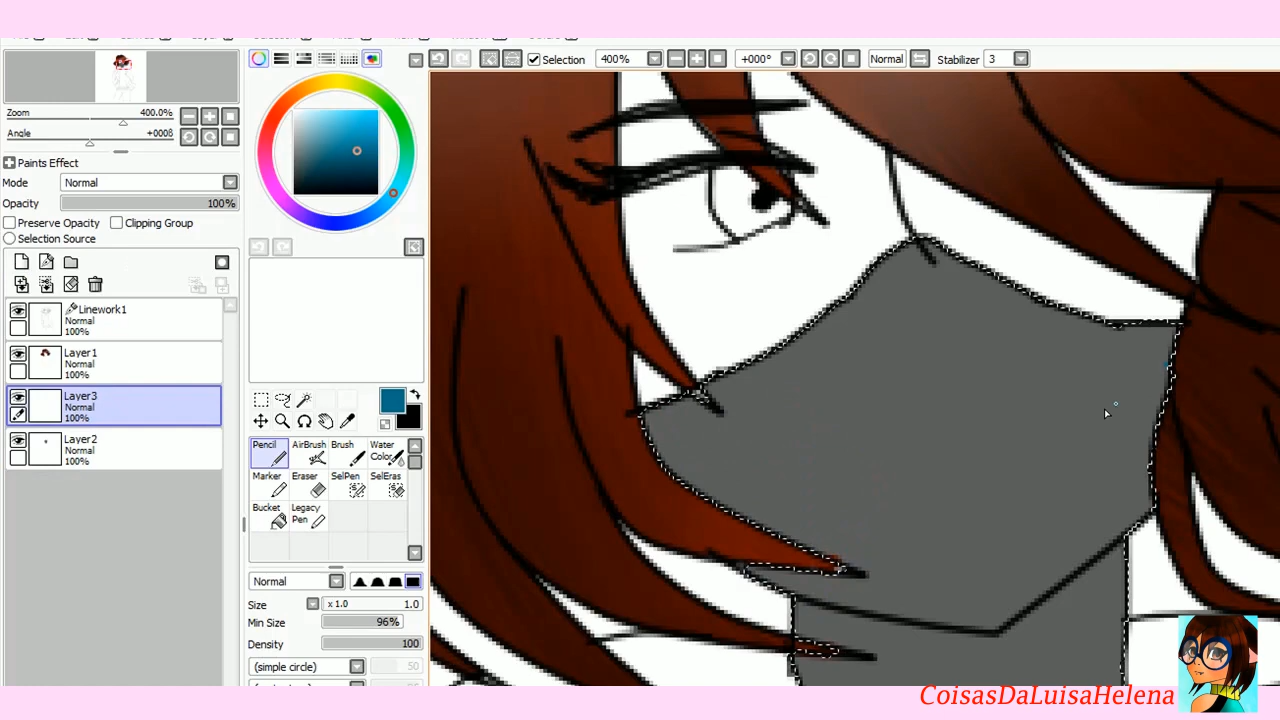 Selection 400% +000° Normal Stabilizer 3
Zoom 400.0%
Angle +000ß
Paints Effect
Mode Normal
Opacity 100%
Preserve Opacity Clipping Group
Selection Source
Linework1
Normal
100%
Layer1
Normal
100%
Layer3
Normal
100%
Layer2
Normal
100%
Pencil AirBrush Brush Water Color
Marker Eraser SelPen SelEras
Bucket Legacy Pen
Normal
Size x 1.0 1.0
Min Size 96%
Density 100
(simple circle) 50
CoisasDaLuisaHelena